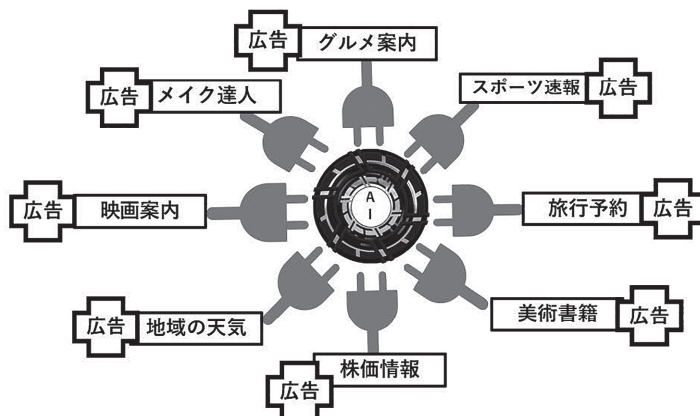 広告
グルメ案内
広告
メイク達人
スポーツ速報
広告
広告
映画案内
A
I
旅行予約
広告
広告
地域の天気
美術書籍
広告
広告
株価情報